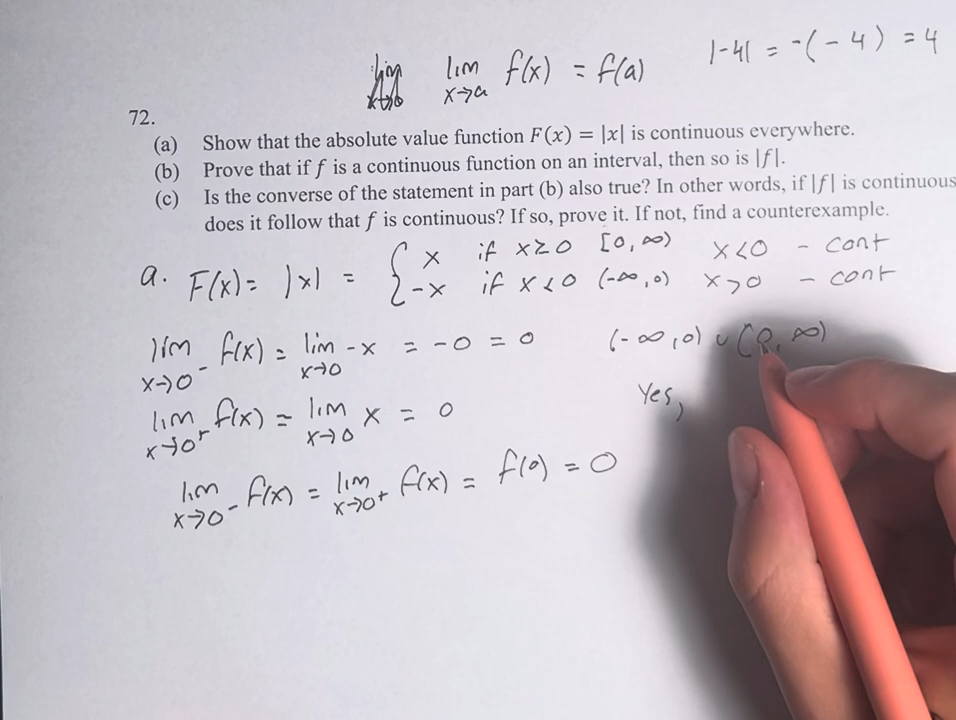 lim x→a f(x) = f(a) |-4| = -(-4) = 4
72.
(a) Show that the absolute value function F(x) = |x| is continuous everywhere.
(b) Prove that if f is a continuous function on an interval, then so is |f|.
(c) Is the converse of the statement in part (b) also true? In other words, if |f| is continuous
does it follow that f is continuous? If so, prove it. If not, find a counterexample.
a. F(x) = |x| = { x if x ≥ 0 [0, ∞) x < 0 - cont
-x if x < 0 (-∞, 0) x > 0 - cont
lim x→0⁻ f(x) = lim x→0 -x = -0 = 0 (-∞, 0) ∪ (0, ∞)
lim x→0⁺ f(x) = lim x→0 x = 0 Yes,
lim x→0⁻ f(x) = lim x→0⁺ f(x) = f(0) = 0